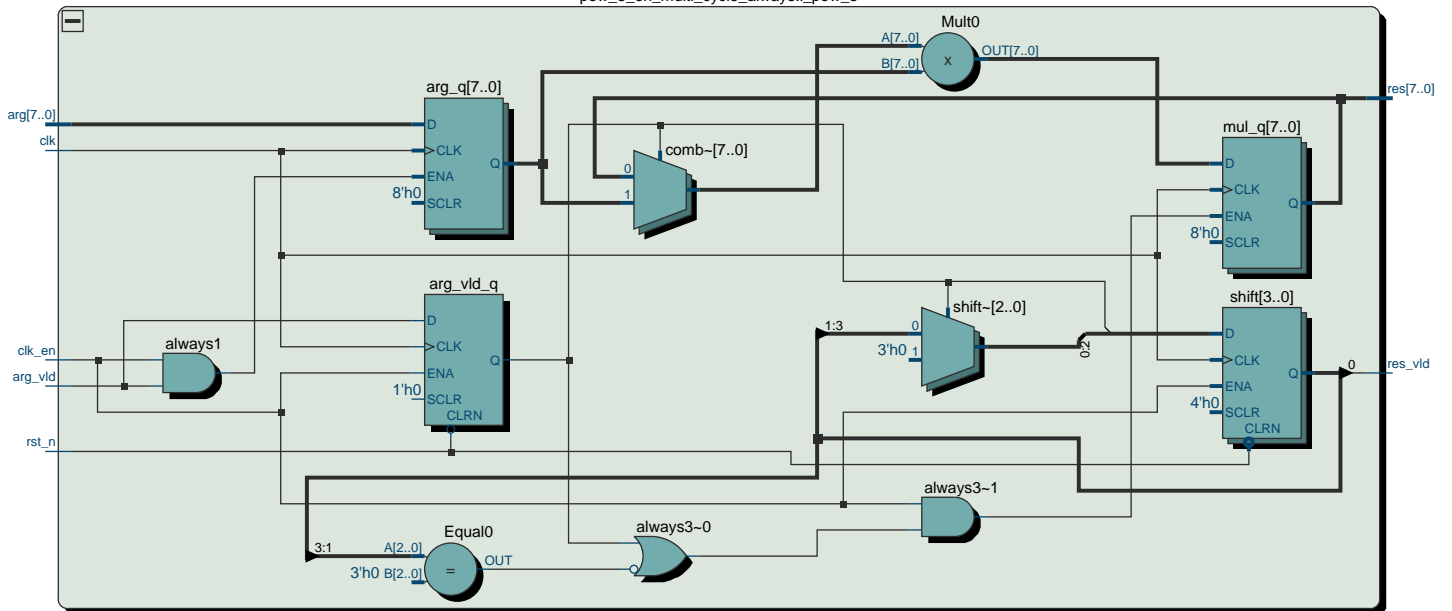 Mult0
A[7..0]
B[7..0]
OUT[7..0]
x
arg_q[7..0]
arg[7..0]
clk
D
CLK
ENA
8'h0
SCLR
Q
comb~[7..0]
0
1
res[7..0]
mul_q[7..0]
D
CLK
ENA
8'h0
SCLR
Q
arg_vld_q
D
CLK
ENA
1'h0
SCLR
CLRN
Q
clk_en
arg_vld
always1
rst_n
shift~[2..0]
1:3
0
3'h0
1
0:2
shift[3..0]
D
CLK
ENA
4'h0
SCLR
CLRN
Q
0
res_vld
always3~1
always3~0
Equal0
3:1
A[2..0]
3'h0
B[2..0]
=
OUT